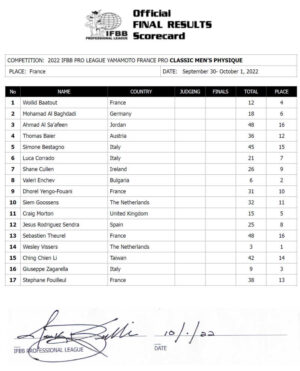 IFBB
PROFESSIONAL LEAGUE
Official
FINAL RESULTS
Scorecard
COMPETITION: 2022 IFBB PRO LEAGUE YAMAMOTO FRANCE PRO CLASSIC MEN'S PHYSIQUE
PLACE: France DATE: September 30- October 1, 2022
No NAME COUNTRY JUDGING FINALS TOTAL PLACE
1 Walid Baatout France 12 4
2 Mohamad Al Baghdadi Germany 18 6
3 Ahmad Al Sa'afeen Jordan 48 16
4 Thomas Baier Austria 36 12
5 Simone Bestagno Italy 45 15
6 Luca Corrado Italy 21 7
7 Shane Cullen Ireland 26 9
8 Valeri Enchev Bulgaria 6 2
9 Dhorel Yengo-Fouani France 31 10
10 Siem Goossens The Netherlands 32 11
11 Craig Morton United Kingdom 15 5
12 Jesus Rodriguez Sendra Spain 25 8
13 Sebastien Theurel France 48 16
14 Wesley Vissers The Netherlands 3 1
15 Ching Chien Li Taiwan 42 14
16 Giuseppe Zagarella Italy 9 3
17 Stephane Pouilleul France 38 13
IFBB PROFESSIONAL LEAGUE DATE